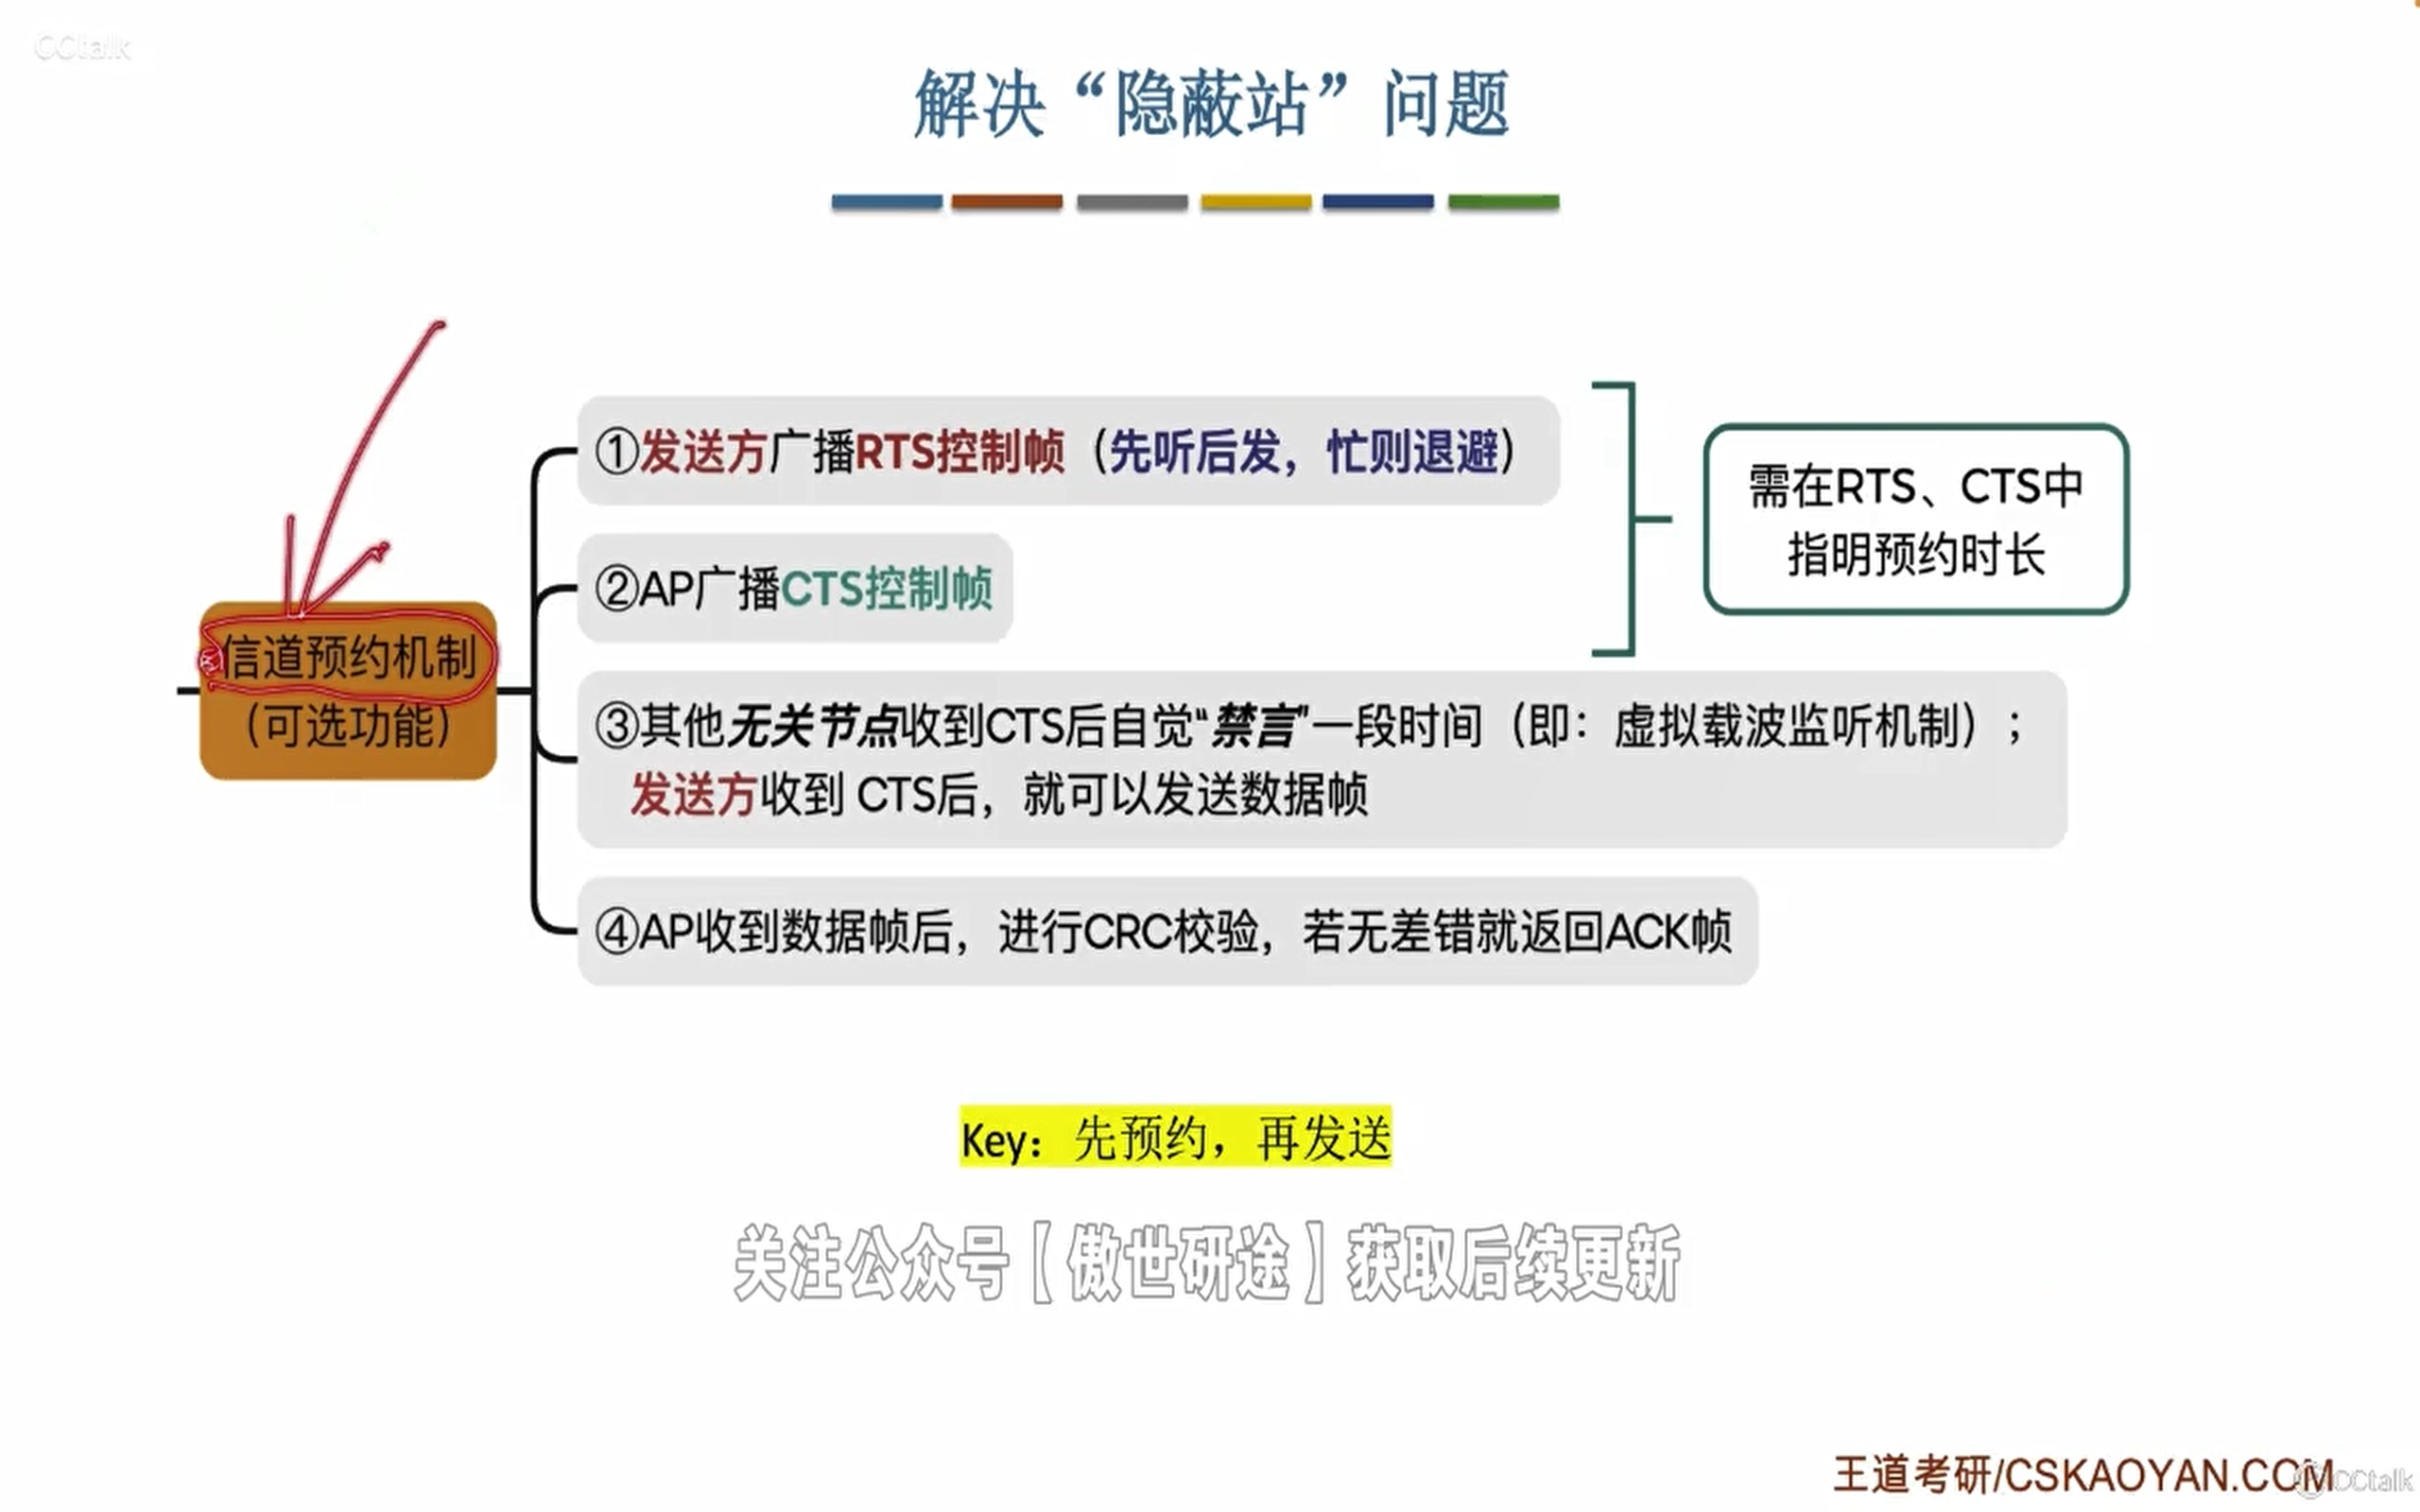 CCtalk
解决“隐蔽站”问题
①发送方广播RTS控制帧（先听后发，忙则退避）
需在RTS、CTS中
指明预约时长
②AP广播CTS控制帧
信道预约机制
（可选功能）
③其他无关节点收到CTS后自觉“禁言”一段时间（即：虚拟载波监听机制）；
发送方收到 CTS后，就可以发送数据帧
④AP收到数据帧后，进行CRC校验，若无差错就返回ACK帧
Key：先预约，再发送
关注公众号【傲世研途】获取后续更新
王道考研/CSKAOYAN.COM
CCtalk